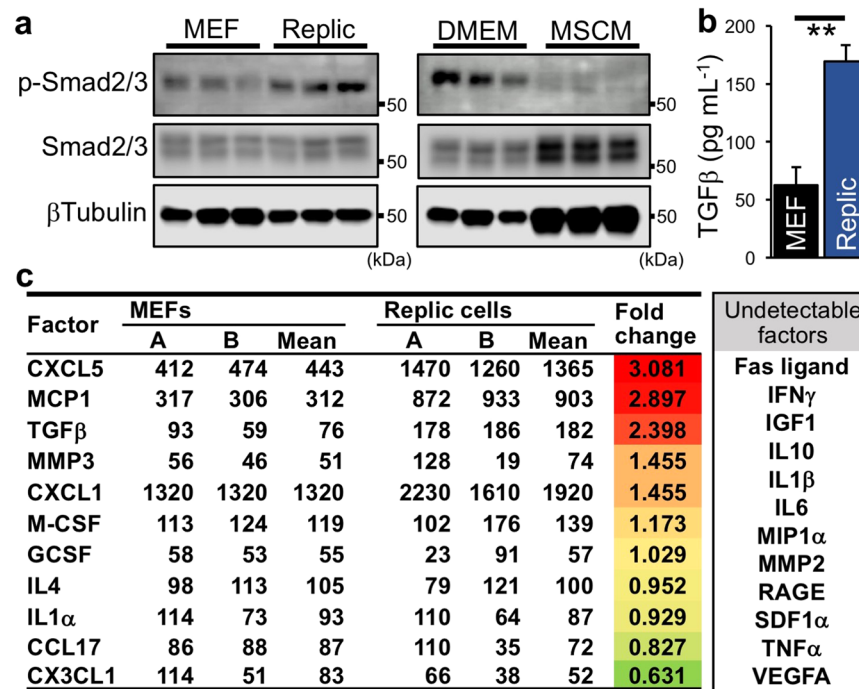 a
MEF Replic
DMEM MSCM
p-Smad2/3
50
50
Smad2/3
50
50
βTubulin
50
50
(kDa)
(kDa)
b
**
TGFβ (pg mL⁻¹)
200
150
100
50
0
MEF
Replic
c
Factor MEFs Replic cells Fold change
A B Mean A B Mean
CXCL5 412 474 443 1470 1260 1365 3.081
MCP1 317 306 312 872 933 903 2.897
TGFβ 93 59 76 178 186 182 2.398
MMP3 56 46 51 128 19 74 1.455
CXCL1 1320 1320 1320 2230 1610 1920 1.455
M-CSF 113 124 119 102 176 139 1.173
GCSF 58 53 55 23 91 57 1.029
IL4 98 113 105 79 121 100 0.952
IL1α 114 73 93 110 64 87 0.929
CCL17 86 88 87 110 35 72 0.827
CX3CL1 114 51 83 66 38 52 0.631
Undetectable
factors
Fas ligand
IFNγ
IGF1
IL10
IL1β
IL6
MIP1α
MMP2
RAGE
SDF1α
TNFα
VEGFA